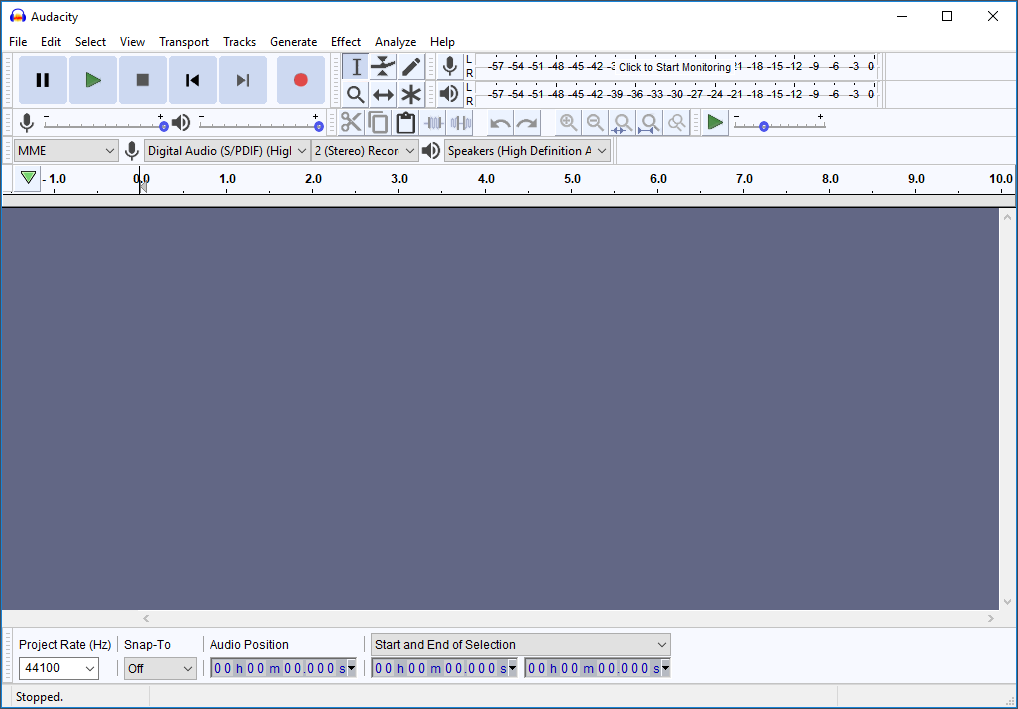 Audacity
File Edit Select View Transport Tracks Generate Effect Analyze Help
L
R
-57 -54 -51 -48 -45 -42 -3 Click to Start Monitoring !1 -18 -15 -12 -9 -6 -3 0
L
R
-57 -54 -51 -48 -45 -42 -39 -36 -33 -30 -27 -24 -21 -18 -15 -12 -9 -6 -3 0
- + - + - +
MME Digital Audio (S/PDIF) (Higl 2 (Stereo) Recor Speakers (High Definition A
- 1.0 0.0 1.0 2.0 3.0 4.0 5.0 6.0 7.0 8.0 9.0 10.0
Project Rate (Hz) Snap-To Audio Position Start and End of Selection
44100 Off 00 h 00 m 00.000 s 00 h 00 m 00.000 s 00 h 00 m 00.000 s
Stopped.